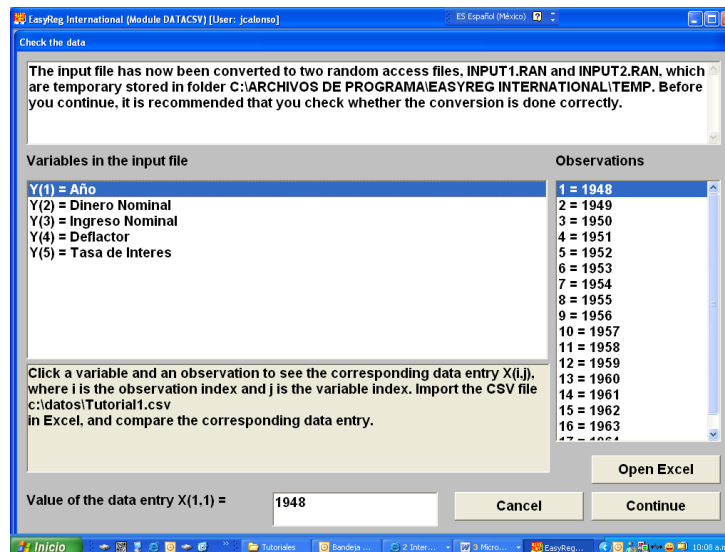 EasyReg International (Module DATACSV) [User: jcalonso]
ES Español (México)
Check the data
The input file has now been converted to two random access files, INPUT1.RAN and INPUT2.RAN, which
are temporary stored in folder C:\ARCHIVOS DE PROGRAMA\EASYREG INTERNATIONAL\TEMP. Before
you continue, it is recommended that you check whether the conversion is done correctly.
Variables in the input file
Y(1) = Año
Y(2) = Dinero Nominal
Y(3) = Ingreso Nominal
Y(4) = Deflactor
Y(5) = Tasa de Interes
Observations
1 = 1948
2 = 1949
3 = 1950
4 = 1951
5 = 1952
6 = 1953
7 = 1954
8 = 1955
9 = 1956
10 = 1957
11 = 1958
12 = 1959
13 = 1960
14 = 1961
15 = 1962
16 = 1963
17 = 1964
Click a variable and an observation to see the corresponding data entry X(i,j),
where i is the observation index and j is the variable index. Import the CSV file
c:\datos\Tutorial1.csv
in Excel, and compare the corresponding data entry.
Open Excel
Value of the data entry X(1,1) =
1948
Cancel
Continue
Inicio
Tutoriales
Bandeja ...
2 Inter...
3 Micro...
EasyReg...
10:08 a.m.